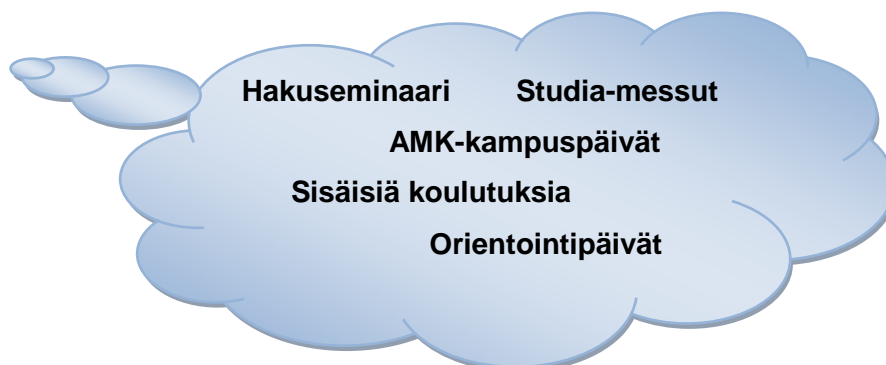 Hakuseminaari Studia-messut
AMK-kampuspäivät
Sisäisiä koulutuksia
Orientointipäivät